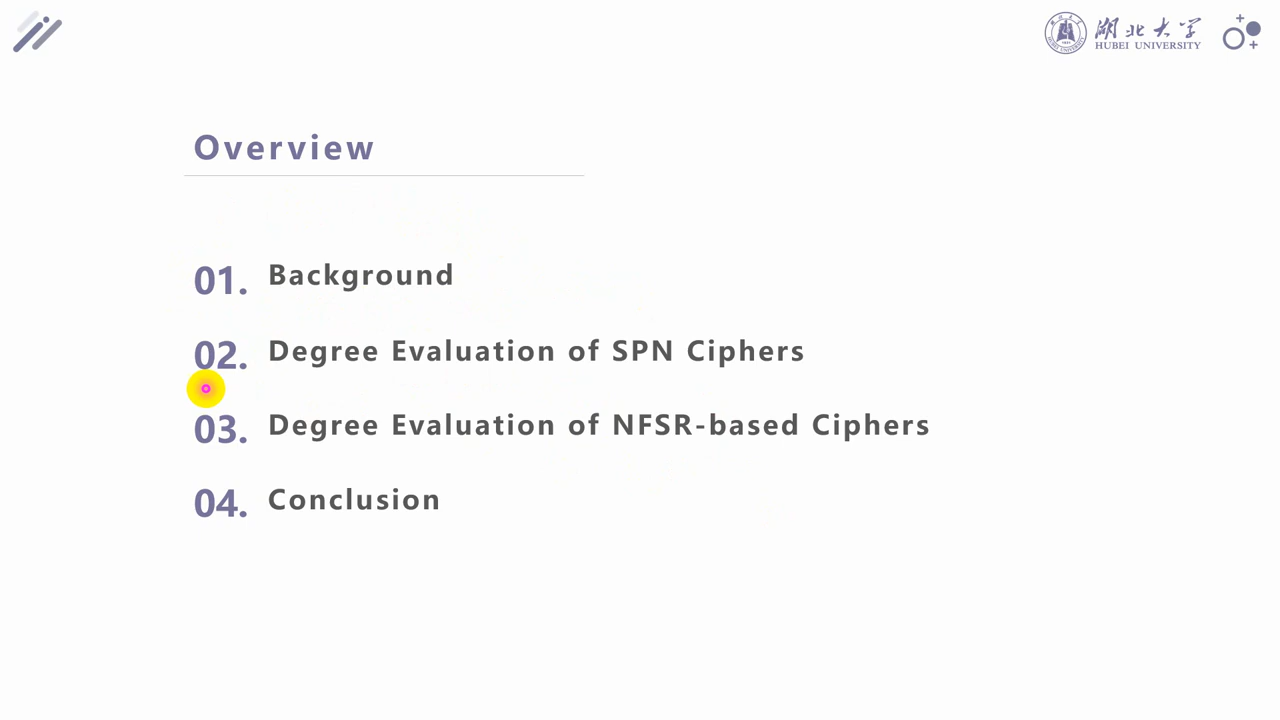 湖北大学
HUBEI UNIVERSITY
Overview
01. Background
02. Degree Evaluation of SPN Ciphers
03. Degree Evaluation of NFSR-based Ciphers
04. Conclusion